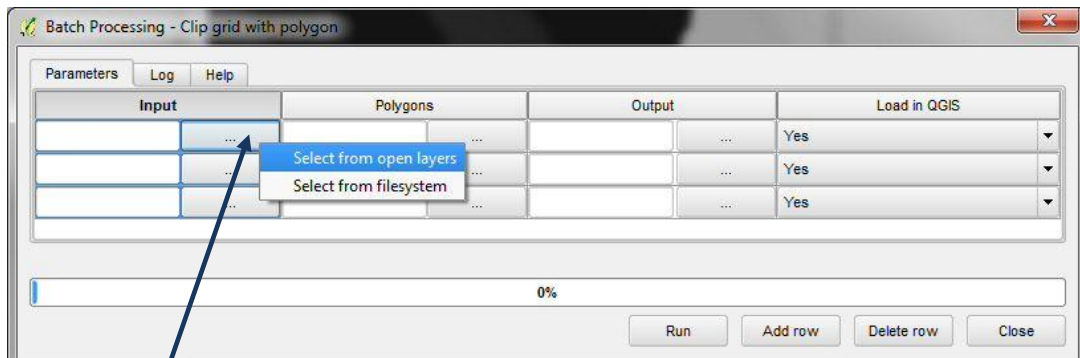 Batch Processing - Clip grid with polygon
Parameters Log Help
Input Polygons Output Load in QGIS
... ... ... Yes
Select from open layers
... ... ... Yes
Select from filesystem
... ... ... Yes
0%
Run Add row Delete row Close